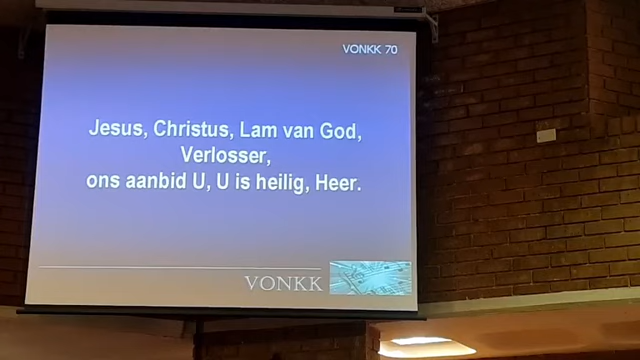 VONKK 70
Jesus, Christus, Lam van God,
Verlosser,
ons aanbid U, U is heilig, Heer.
VONKK